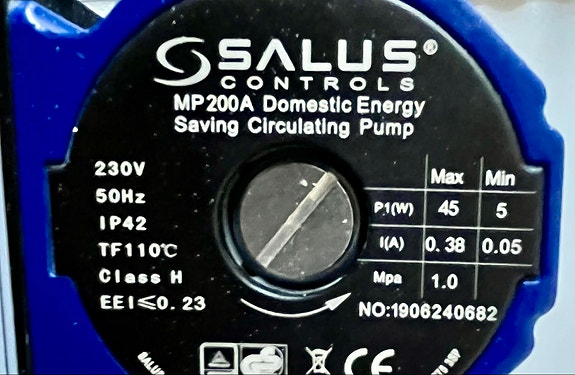 SALUS®
CONTROLS
MP200A Domestic Energy
Saving Circulating Pump
230V
50Hz
IP42
TF110℃
Class H
EEI≤0.23
Max Min
P1(W) 45 5
I(A) 0.38 0.05
Mpa 1.0
NO:1906240682
CE